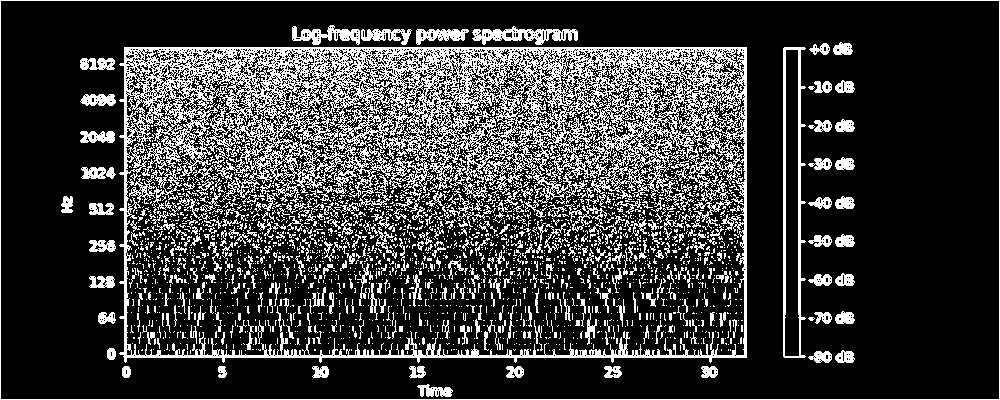 Log-frequency power spectrogram
+0 dB
8192
-10 dB
4096
-20 dB
2048
-30 dB
1024
-40 dB
Hz
512
-50 dB
256
-60 dB
128
-70 dB
64
-80 dB
0
0 5 10 15 20 25 30
Time